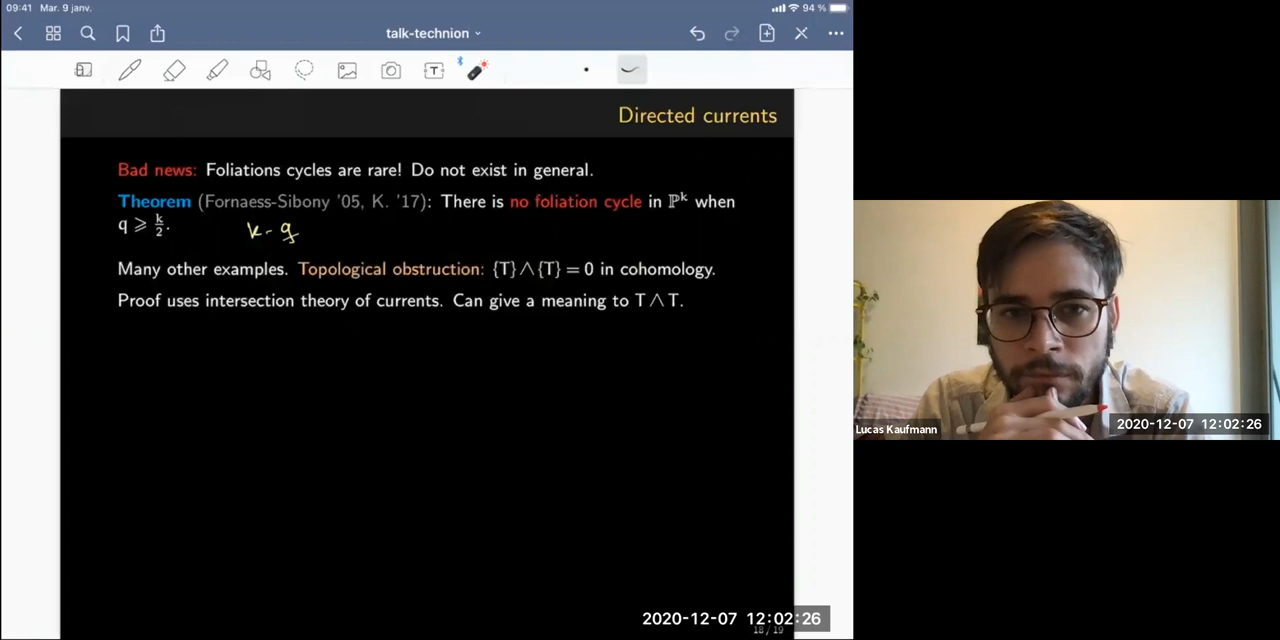 09:41 Mar. 9 janv.
94 %
talk-technion
T
Directed currents
Bad news: Foliations cycles are rare! Do not exist in general.
Theorem (Fornaess-Sibony '05, K. '17): There is no foliation cycle in ℙᵏ when
q ⩾ k/2.
k - q
Many other examples. Topological obstruction: {T} ∧ {T} = 0 in cohomology.
Proof uses intersection theory of currents. Can give a meaning to T ∧ T.
Lucas Kaufmann
2020-12-07 12:02:26
2020-12-07 12:02:26
18 / 19